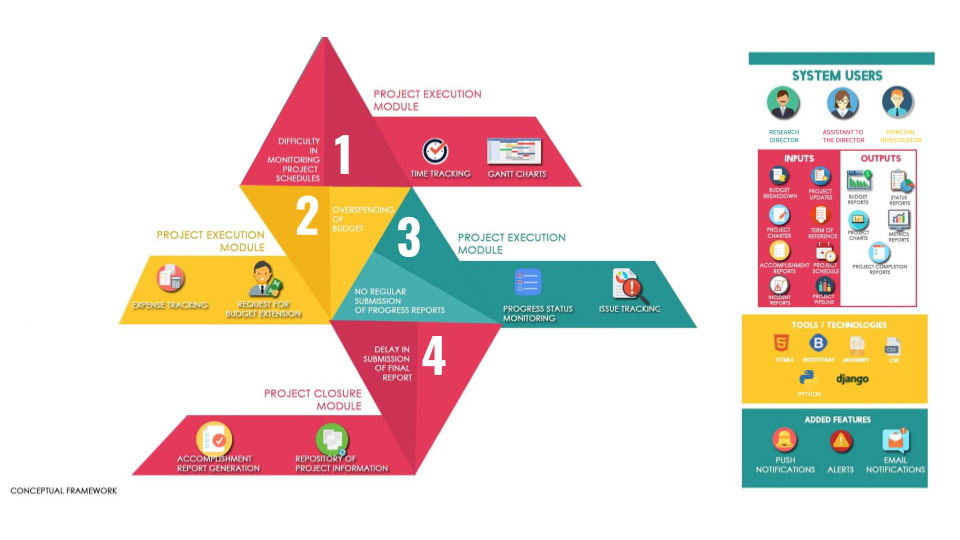 PROJECT EXECUTION
MODULE
DIFFICULTY
IN
MONITORING
PROJECT
SCHEDULES
1
TIME TRACKING
GANTT CHARTS
2
OVERSPENDING
OF
BUDGET
PROJECT EXECUTION
MODULE
EXPENSE TRACKING
REQUEST FOR
BUDGET EXTENSION
3
PROJECT EXECUTION
MODULE
NO REGULAR
SUBMISSION
OF PROGRESS REPORTS
PROGRESS STATUS
MONITORING
ISSUE TRACKING
4
DELAY IN
SUBMISSION
OF FINAL
REPORT
PROJECT CLOSURE
MODULE
ACCOMPLISHMENT
REPORT GENERATION
REPOSITORY OF
PROJECT INFORMATION
CONCEPTUAL FRAMEWORK
SYSTEM USERS
RESEARCH
DIRECTOR
ASSISTANT TO
THE DIRECTOR
PRINCIPAL
INVESTIGATOR
INPUTS
BUDGET
BREAKDOWN
PROJECT
UPDATES
PROJECT
CHARTER
TERM OF
REFERENCE
ACCOMPLISHMENT
REPORTS
PROJECT
SCHEDULE
INCIDENT
REPORTS
PROJECT
PIPELINE
OUTPUTS
BUDGET
REPORTS
STATUS
REPORTS
PROJECT
CHARTS
METRICS
REPORTS
PROJECT COMPLETION
REPORTS
TOOLS / TECHNOLOGIES
HTML5
BOOTSTRAP
JAVASCRIPT
CSS
PYTHON
django
ADDED FEATURES
PUSH
NOTIFICATIONS
ALERTS
EMAIL
NOTIFICATIONS